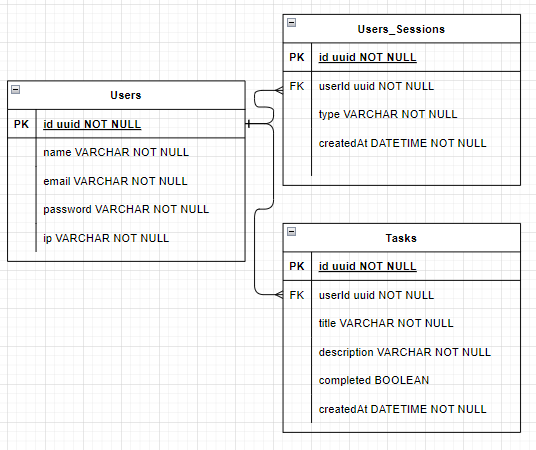 Users
PK id uuid NOT NULL
name VARCHAR NOT NULL
email VARCHAR NOT NULL
password VARCHAR NOT NULL
ip VARCHAR NOT NULL
Users_Sessions
PK id uuid NOT NULL
FK userId uuid NOT NULL
type VARCHAR NOT NULL
createdAt DATETIME NOT NULL
Tasks
PK id uuid NOT NULL
FK userId uuid NOT NULL
title VARCHAR NOT NULL
description VARCHAR NOT NULL
completed BOOLEAN
createdAt DATETIME NOT NULL